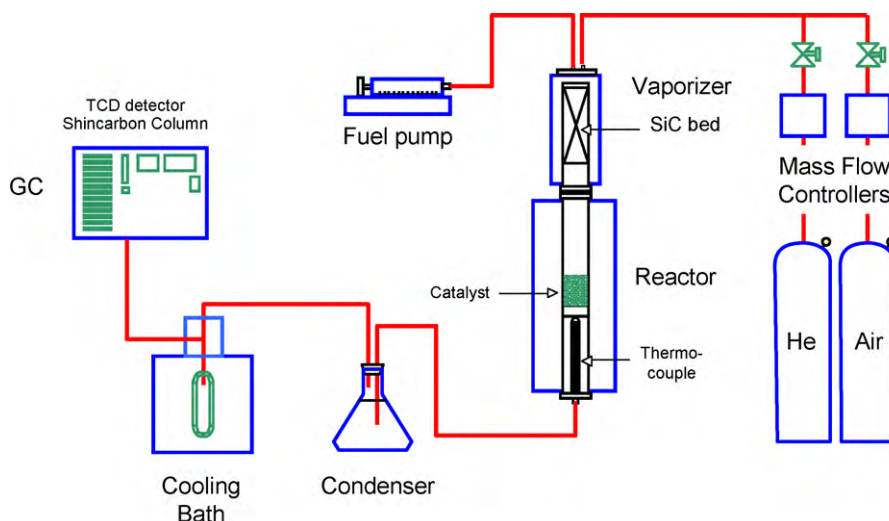 TCD detector
Shincarbon Column
GC
Fuel pump
Vaporizer
SiC bed
Mass Flow
Controllers
Catalyst
Reactor
Thermo-
couple
He
Air
Cooling
Bath
Condenser